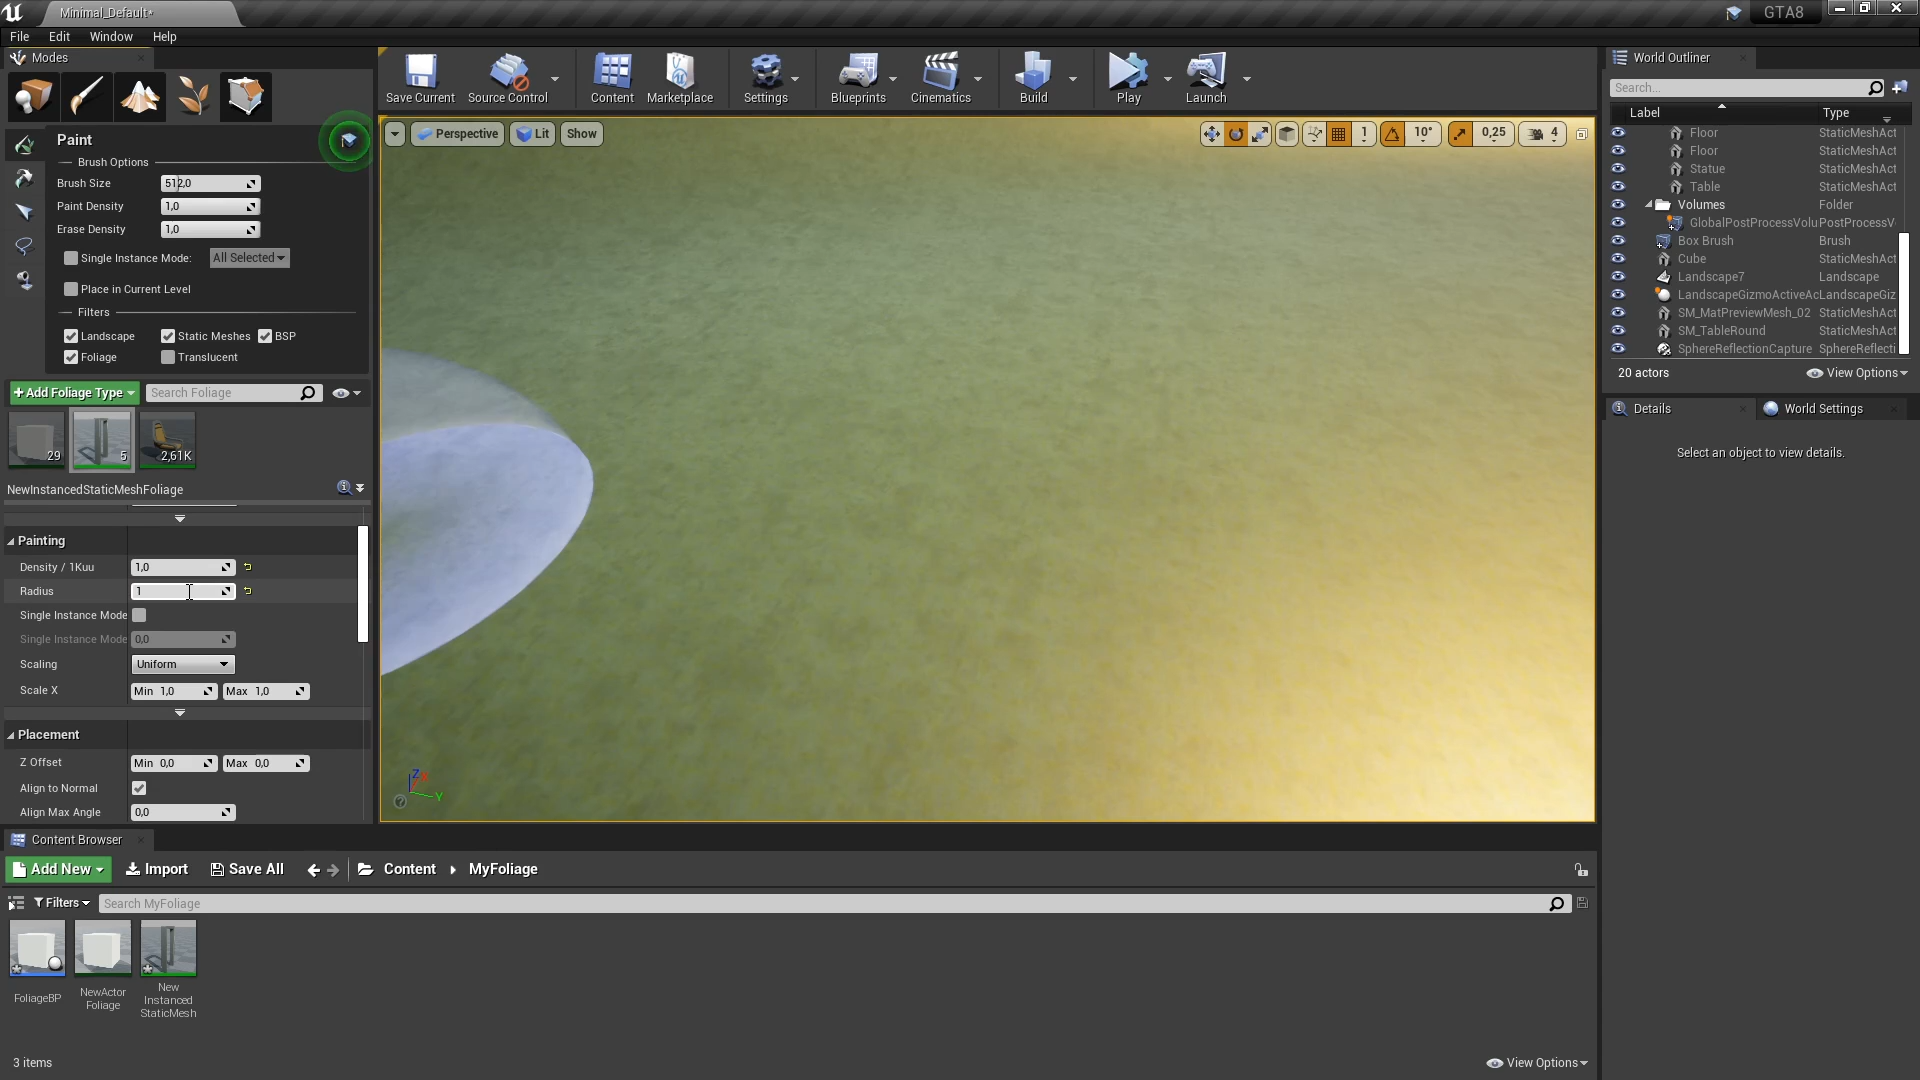 Minimal_Default*
GTA8
File Edit Window Help
Modes
Save Current
Source Control
Content
Marketplace
Settings
Blueprints
Cinematics
Build
Play
Launch
World Outliner
Search...
Label Type
Floor StaticMeshAct
Floor StaticMeshAct
Statue StaticMeshAct
Table StaticMeshAct
Volumes Folder
GlobalPostProcessVolu PostProcessV
Box Brush Brush
Cube StaticMeshAct
Landscape7 Landscape
LandscapeGizmoActiveAc LandscapeGiz
SM_MatPreviewMesh_02 StaticMeshAct
SM_TableRound StaticMeshAct
SphereReflectionCapture SphereReflecti
20 actors View Options
Details World Settings
Select an object to view details.
Perspective Lit Show
1 10° 0,25 4
Paint
Brush Options
Brush Size 512,0
Paint Density 1,0
Erase Density 1,0
Single Instance Mode: All Selected
Place in Current Level
Filters
Landscape Static Meshes BSP
Foliage Translucent
+Add Foliage Type Search Foliage
29 5 2,61K
NewInstancedStaticMeshFoliage
Painting
Density / 1Kuu 1,0
Radius 1
Single Instance Mode
Single Instance Mode 0,0
Scaling Uniform
Scale X Min 1,0 Max 1,0
Placement
Z Offset Min 0,0 Max 0,0
Align to Normal
Align Max Angle 0,0
Z
Y
Content Browser
Add New Import Save All Content MyFoliage
Filters Search MyFoliage
FoliageBP
NewActor
Foliage
New
Instanced
StaticMesh
3 items View Options